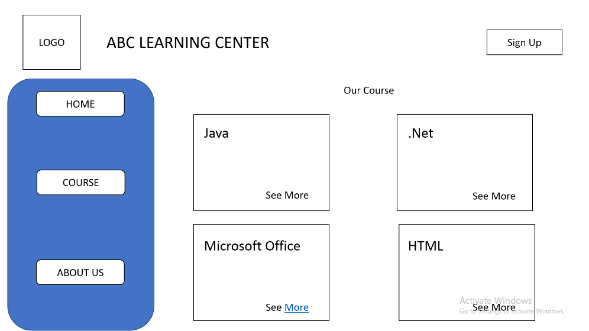 LOGO
ABC LEARNING CENTER
Sign Up
HOME
COURSE
ABOUT US
Our Course
Java
See More
.Net
See More
Microsoft Office
See More
HTML
See More
Activate Windows